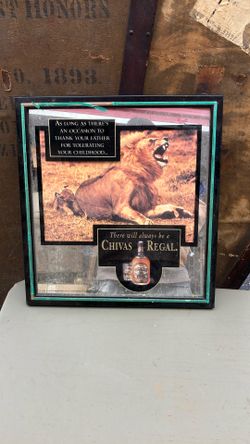 ST HONORS
O. 1893
AS LONG AS THERE'S
AN OCCASION TO
THANK YOUR FATHER
FOR TOLERATING
YOUR CHILDHOOD...
There will always be a
CHIVAS REGAL.